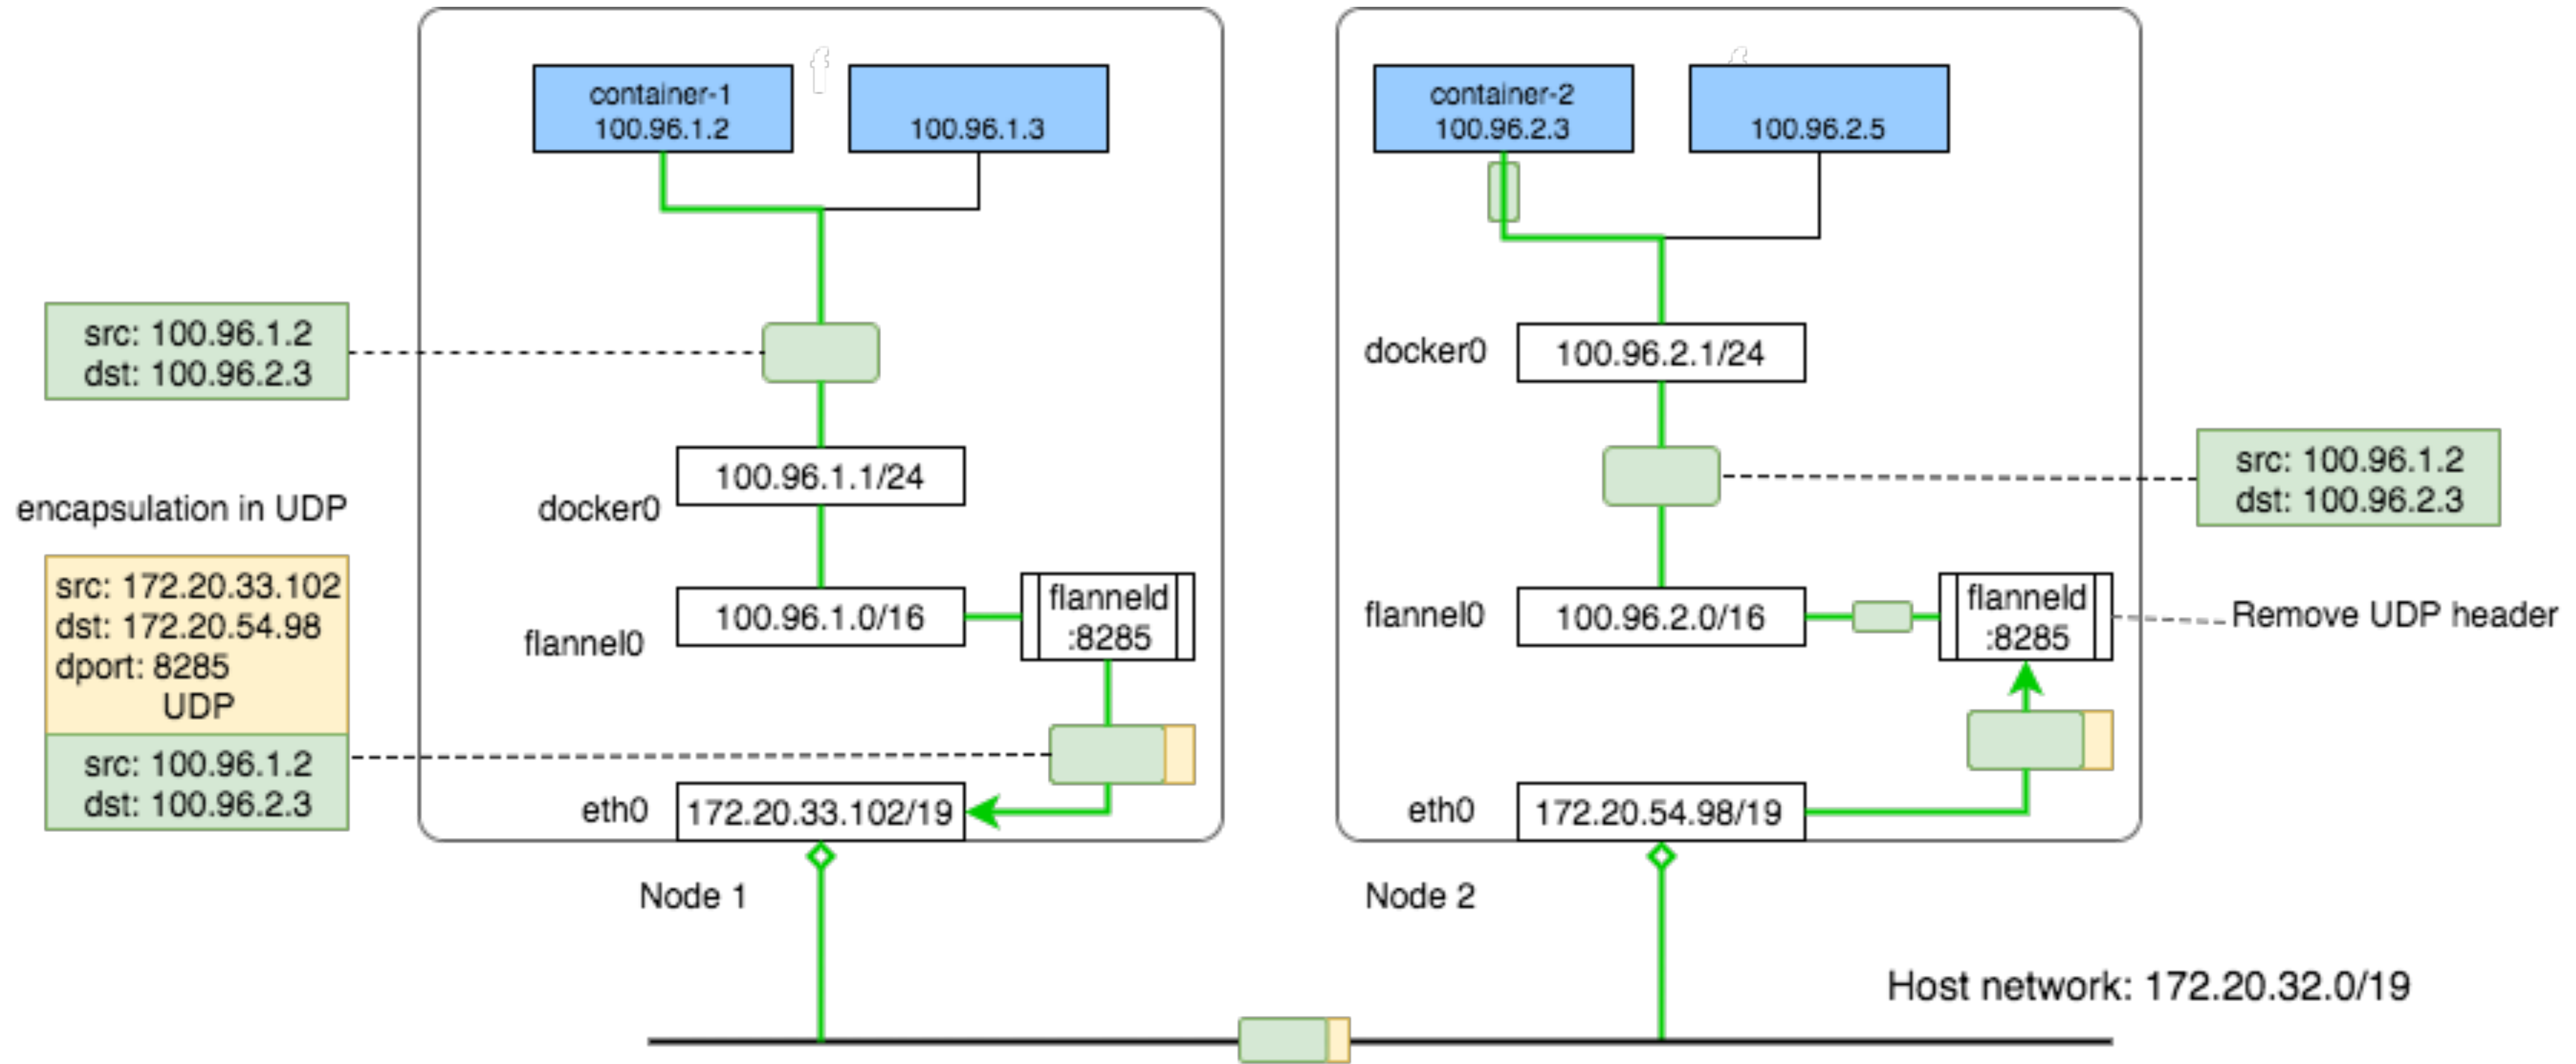 f
container-1
100.96.1.2
100.96.1.3
src: 100.96.1.2
dst: 100.96.2.3
100.96.1.1/24
docker0
encapsulation in UDP
src: 172.20.33.102
dst: 172.20.54.98
dport: 8285
UDP
src: 100.96.1.2
dst: 100.96.2.3
100.96.1.0/16
flannel0
flanneld
:8285
eth0
172.20.33.102/19
Node 1
f
container-2
100.96.2.3
100.96.2.5
docker0
100.96.2.1/24
src: 100.96.1.2
dst: 100.96.2.3
flannel0
100.96.2.0/16
flanneld
:8285
Remove UDP header
eth0
172.20.54.98/19
Node 2
Host network: 172.20.32.0/19